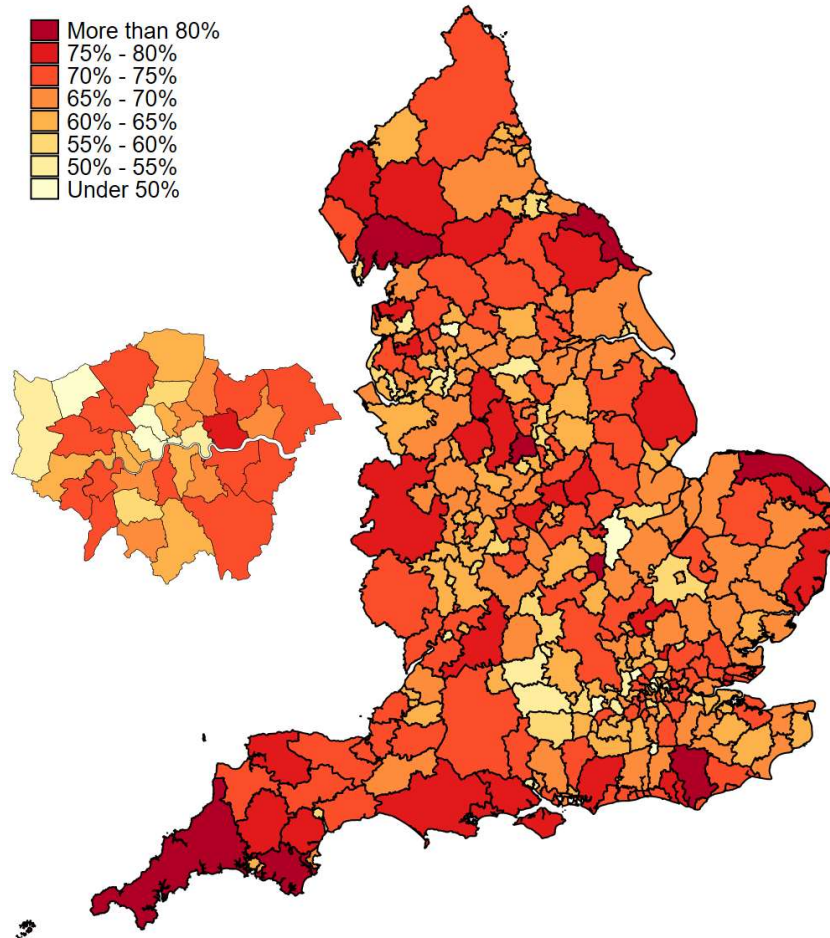 More than 80%
75% - 80%
70% - 75%
65% - 70%
60% - 65%
55% - 60%
50% - 55%
Under 50%